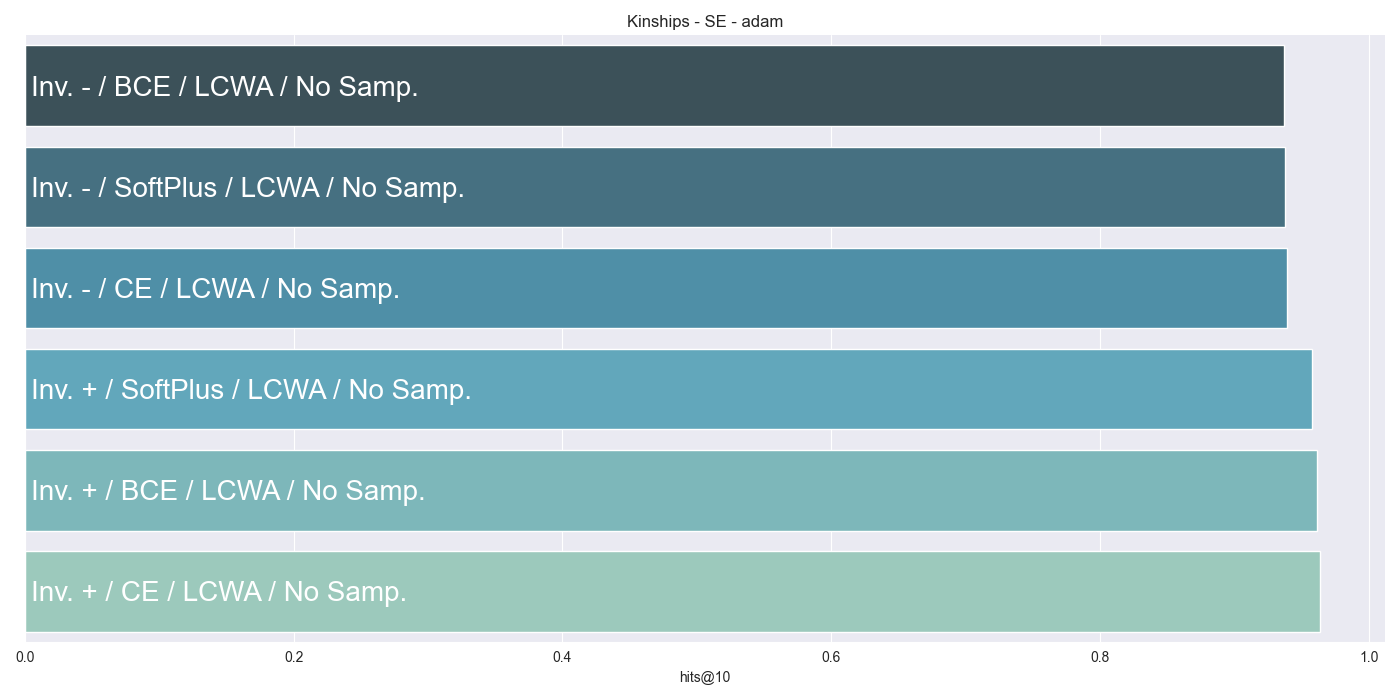 Kinships - SE - adam
Inv. - / BCE / LCWA / No Samp.
Inv. - / SoftPlus / LCWA / No Samp.
Inv. - / CE / LCWA / No Samp.
Inv. + / SoftPlus / LCWA / No Samp.
Inv. + / BCE / LCWA / No Samp.
Inv. + / CE / LCWA / No Samp.
0.0 0.2 0.4 0.6 0.8 1.0
hits@10